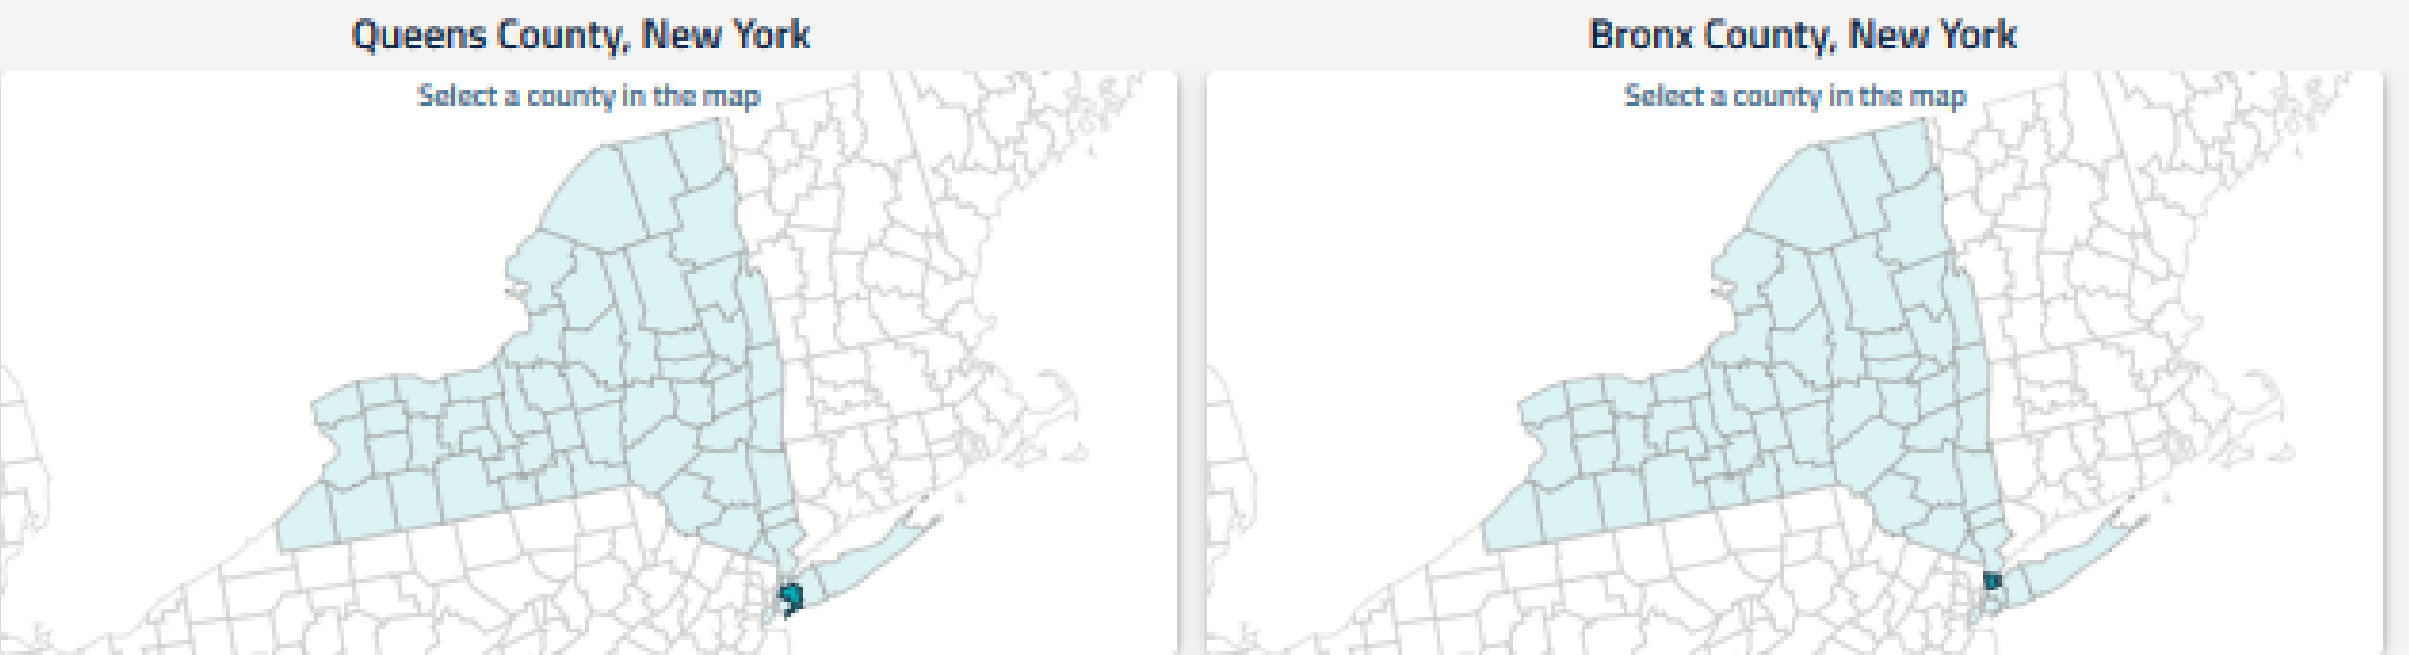 Queens County, New York
Select a county in the map
Bronx County, New York
Select a county in the map